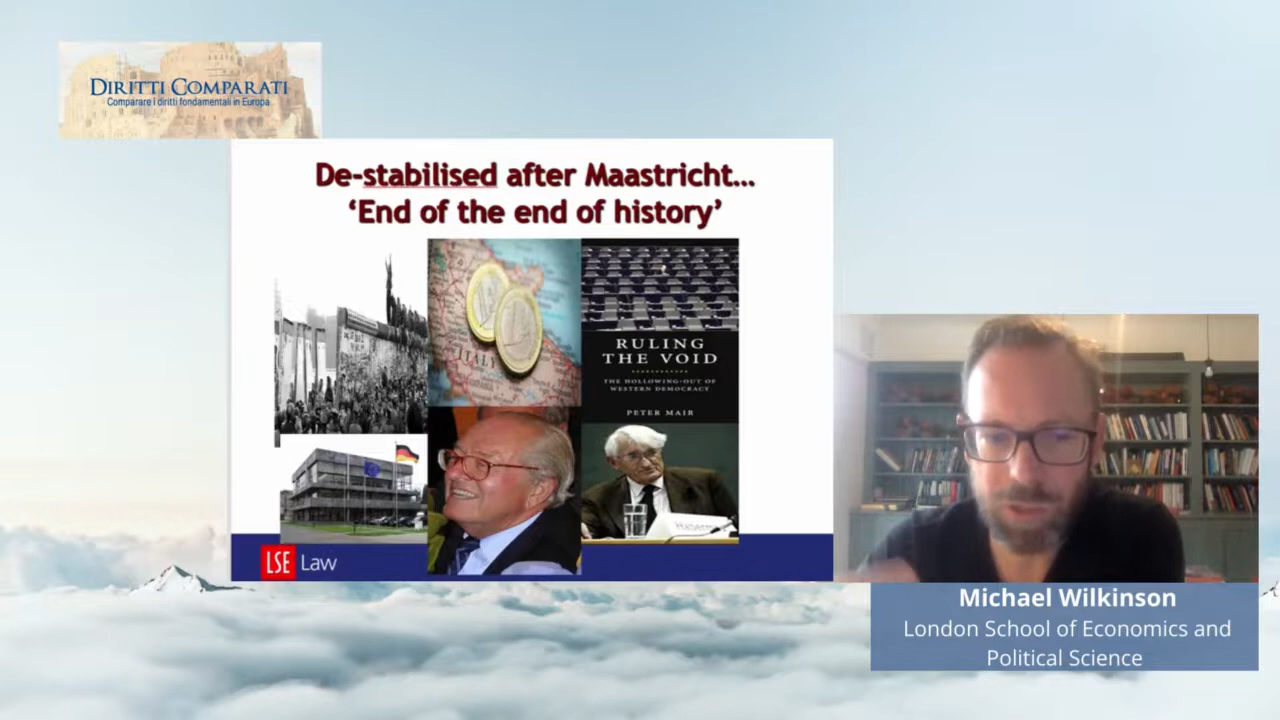 DIRITTI COMPARATI
Comparare i diritti fondamentali in Europa
De-stabilised after Maastricht...
‘End of the end of history’
ITALY
RULING
THE VOID
THE HOLLOWING-OUT OF
WESTERN DEMOCRACY
PETER MAIR
LSE Law
Michael Wilkinson
London School of Economics and
Political Science